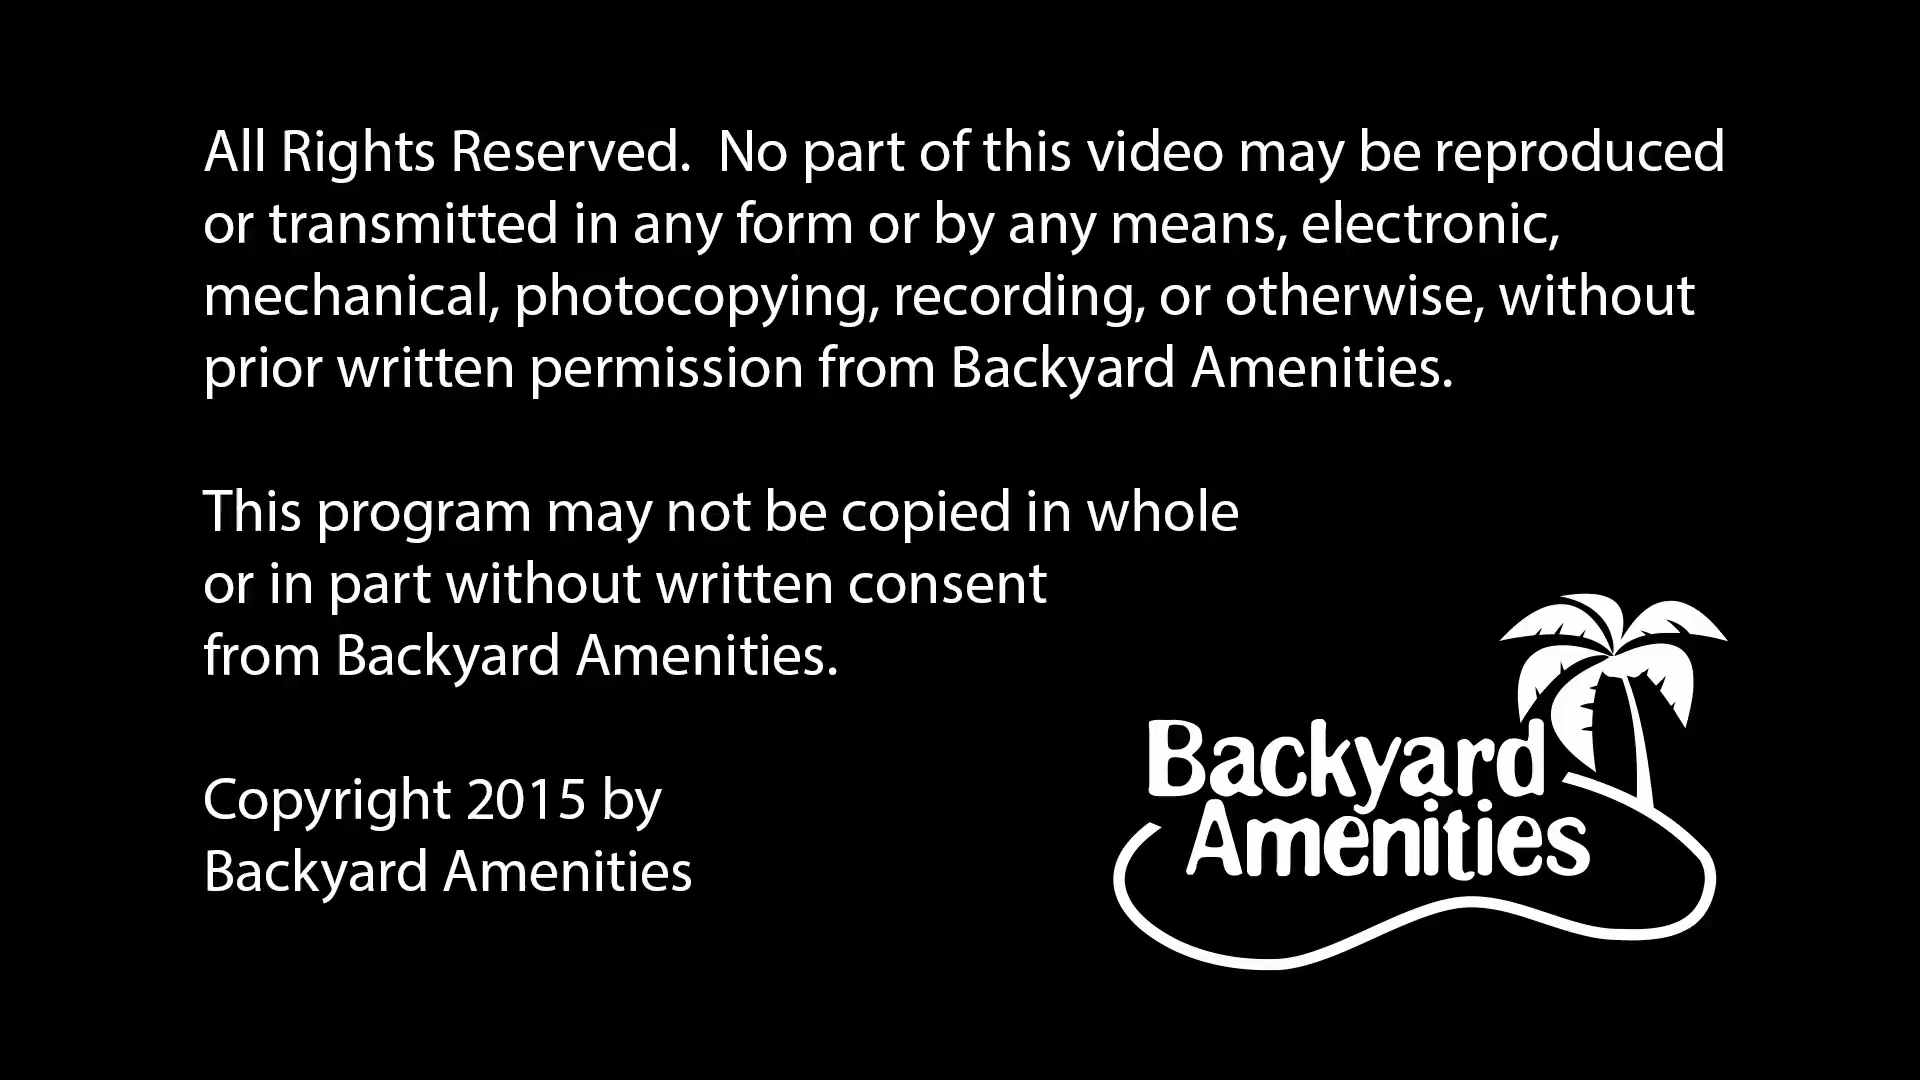 All Rights Reserved.  No part of this video may be reproduced
or transmitted in any form or by any means, electronic,
mechanical, photocopying, recording, or otherwise, without
prior written permission from Backyard Amenities.
This program may not be copied in whole
or in part without written consent
from Backyard Amenities.
Copyright 2015 by
Backyard Amenities
Backyard
Amenities